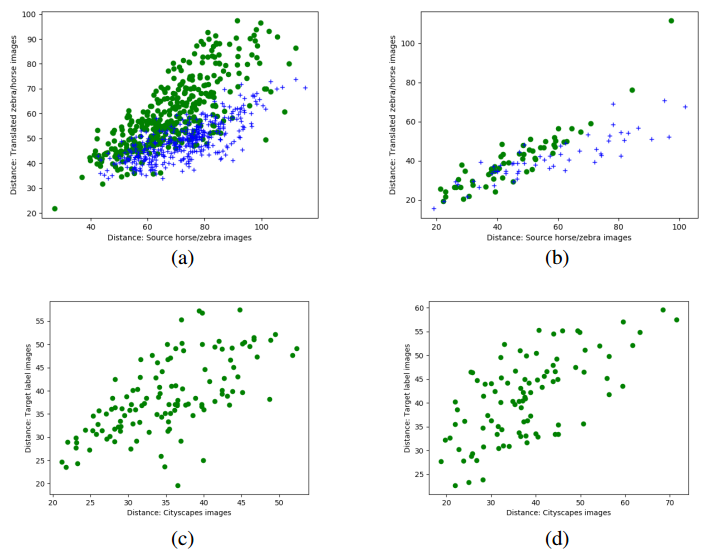 100
90
80
70
60
50
40
30
20
40 60 80 100
Distance: Translated zebra/horse images
Distance: Source horse/zebra images
(a)
100
80
60
40
20
20 40 60 80 100
Distance: Translated zebra/horse images
Distance: Source horse/zebra images
(b)
55
50
45
40
35
30
25
20
20 25 30 35 40 45 50
Distance: Target label images
Distance: Cityscapes images
(c)
60
55
50
45
40
35
30
25
20 30 40 50 60 70
Distance: Target label images
Distance: Cityscapes images
(d)